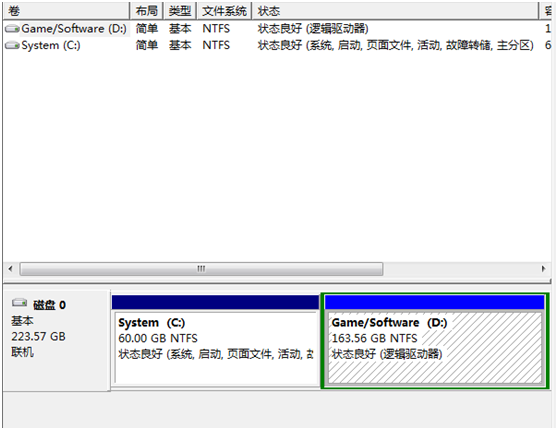 卷 布局 类型 文件系统 状态
Game/Software (D:) 简单 基本 NTFS 状态良好 (逻辑驱动器) 1
System (C:) 简单 基本 NTFS 状态良好 (系统, 启动, 页面文件, 活动, 故障转储, 主分区) 6
磁盘 0
基本
223.57 GB
联机
System (C:)
60.00 GB NTFS
状态良好 (系统, 启动, 页面文件, 活动, 
Game/Software (D:)
163.56 GB NTFS
状态良好 (逻辑驱动器)